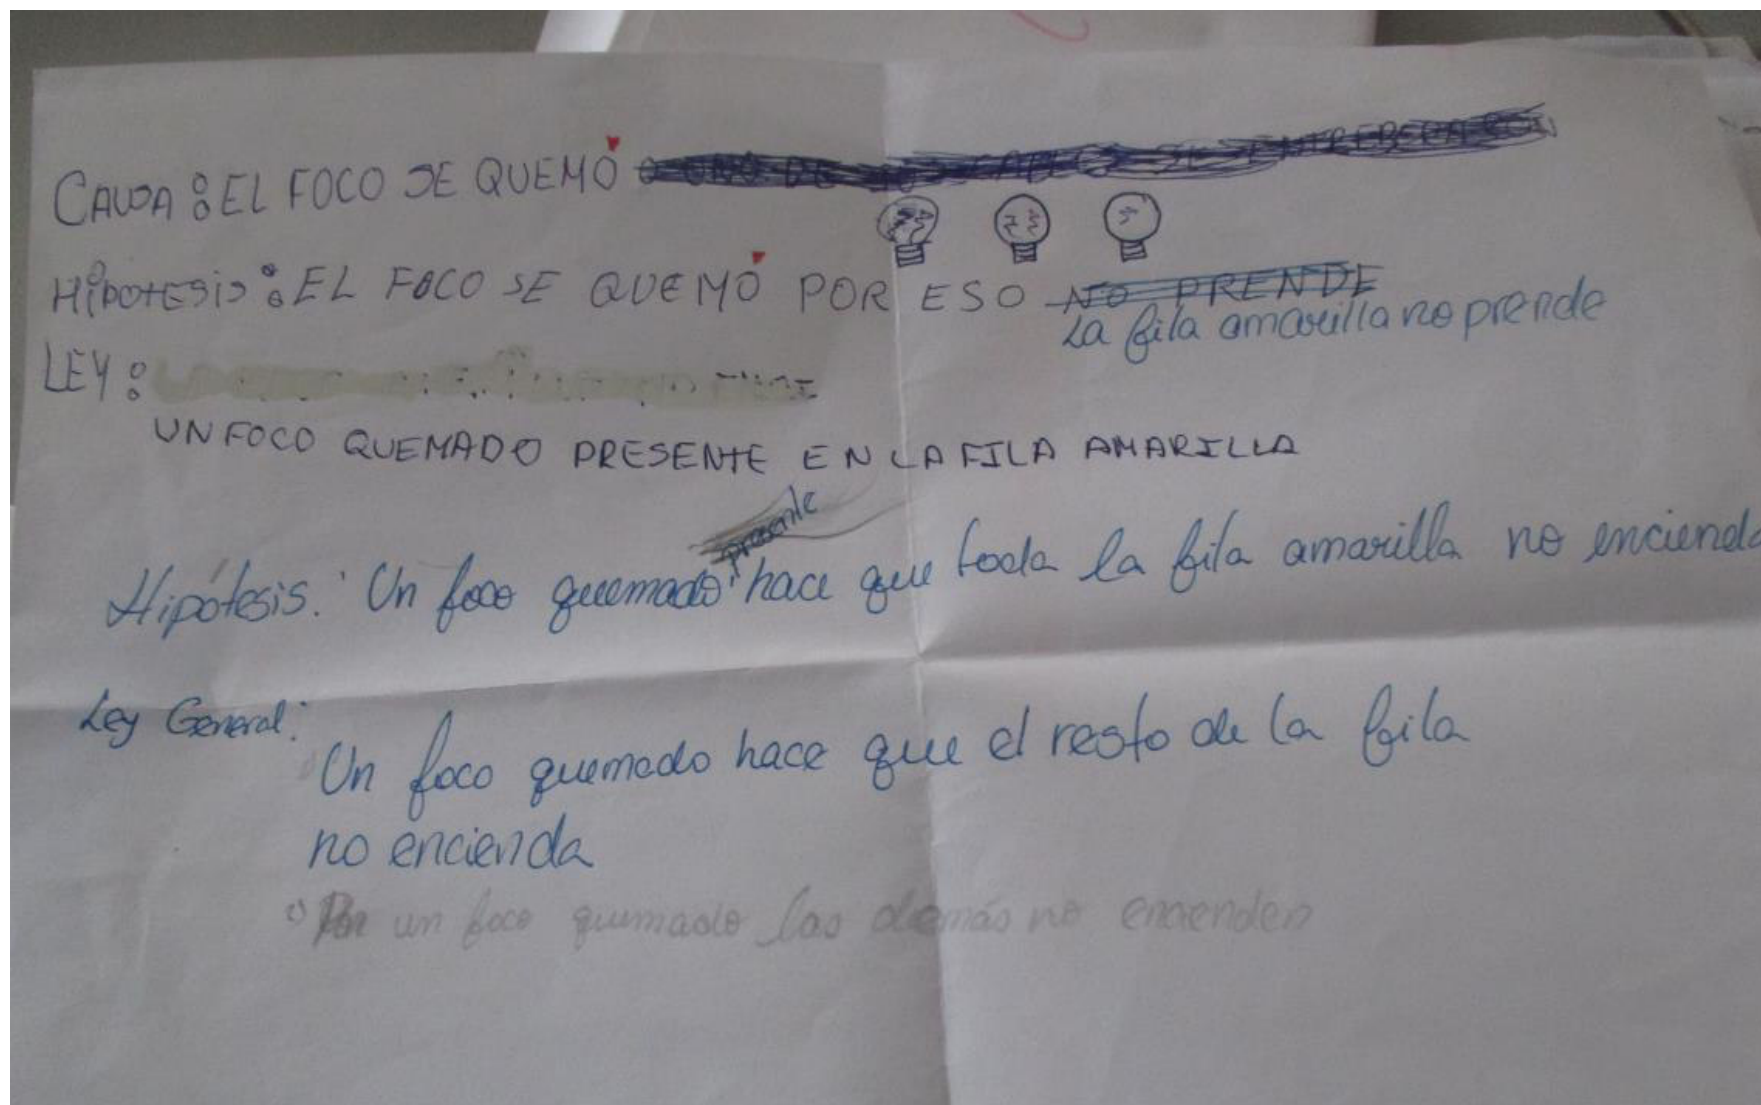 CAUSA: EL FOCO SE QUEMÓ
HIPOTESIS: EL FOCO SE QUEMÓ POR ESO NO PRENDE
La fila amarilla no prende
LEY:
UN FOCO QUEMADO PRESENTE EN LA FILA AMARILLA
presente
Hipótesis: Un foco quemado hace que toda la fila amarilla no encienda
Ley General:
Un foco quemado hace que el resto de la fila
no encienda
Por un foco quemado las demás no encienden